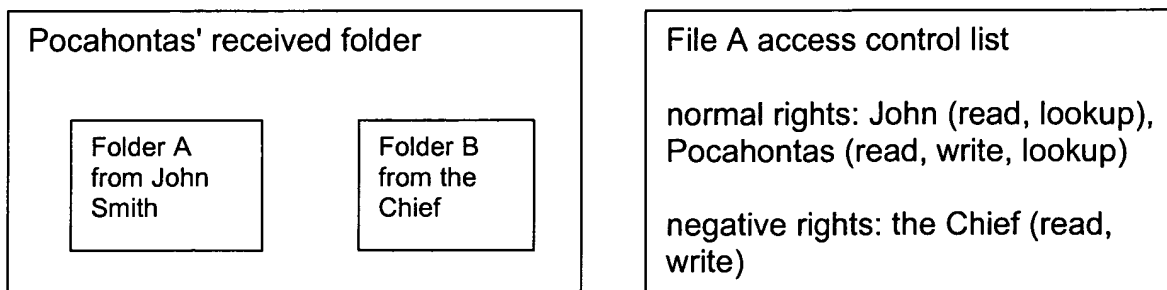 Pocahontas' received folder
Folder A
from John
Smith
Folder B
from the
Chief
File A access control list
normal rights: John (read, lookup),
Pocahontas (read, write, lookup)
negative rights: the Chief (read,
write)